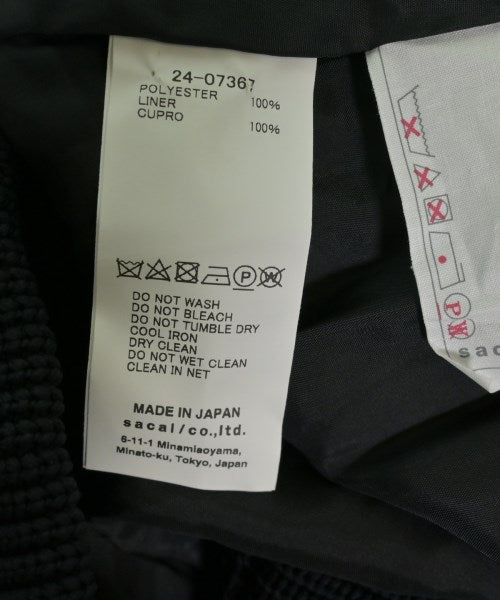 24-07367
POLYESTER 100%
LINER
CUPRO 100%
DO NOT WASH
DO NOT BLEACH
DO NOT TUMBLE DRY
COOL IRON
DRY CLEAN
DO NOT WET CLEAN
CLEAN IN NET
MADE IN JAPAN
sacai/co.,ltd.
6-11-1 Minamiaoyama,
Minato-ku, Tokyo, Japan
P W
saca